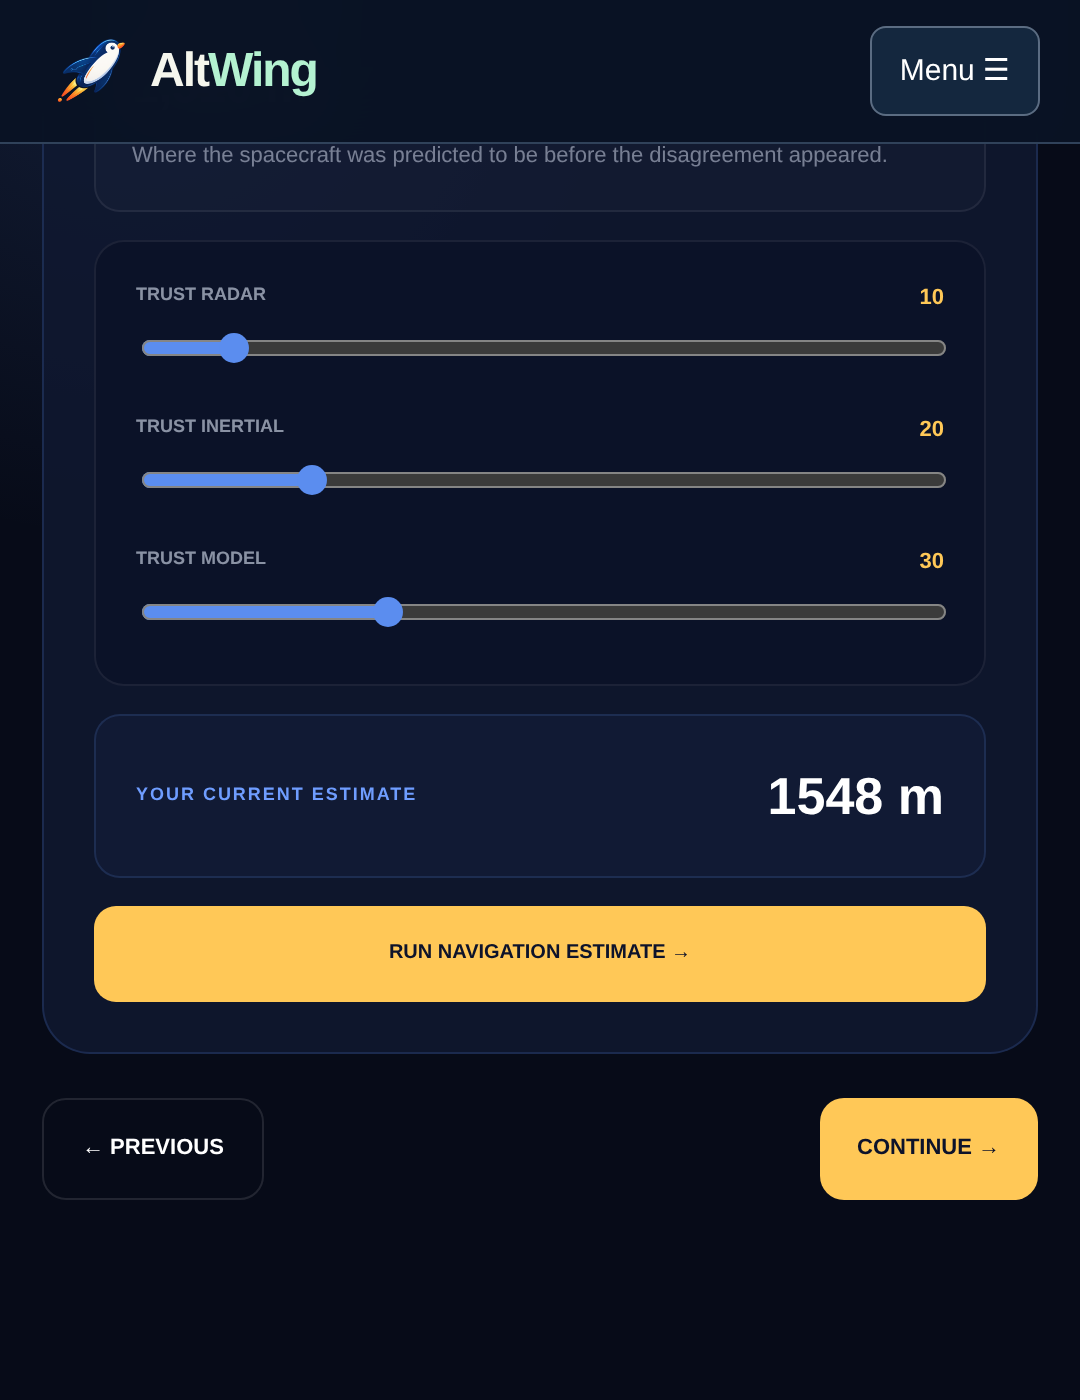 AltWing
Menu ☰
Where the spacecraft was predicted to be before the disagreement appeared.
TRUST RADAR
10
TRUST INERTIAL
20
TRUST MODEL
30
YOUR CURRENT ESTIMATE
1548 m
RUN NAVIGATION ESTIMATE →
← PREVIOUS
CONTINUE →